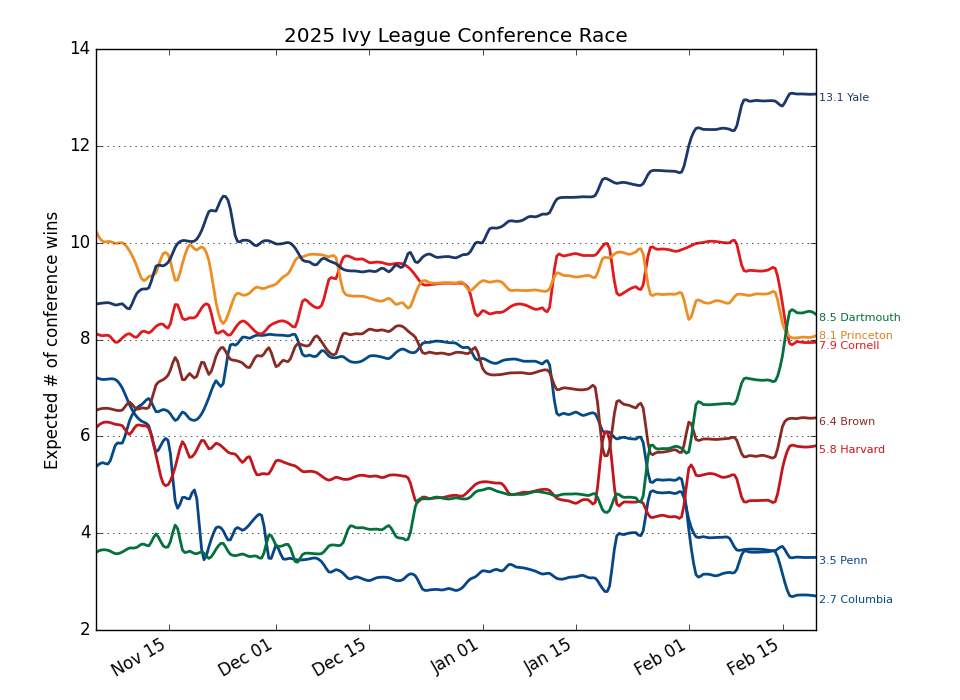 2025 Ivy League Conference Race
Expected # of conference wins
14
12
10
8
6
4
2
13.1 Yale
8.5 Dartmouth
8.1 Princeton
7.9 Cornell
6.4 Brown
5.8 Harvard
3.5 Penn
2.7 Columbia
Nov 15
Dec 01
Dec 15
Jan 01
Jan 15
Feb 01
Feb 15